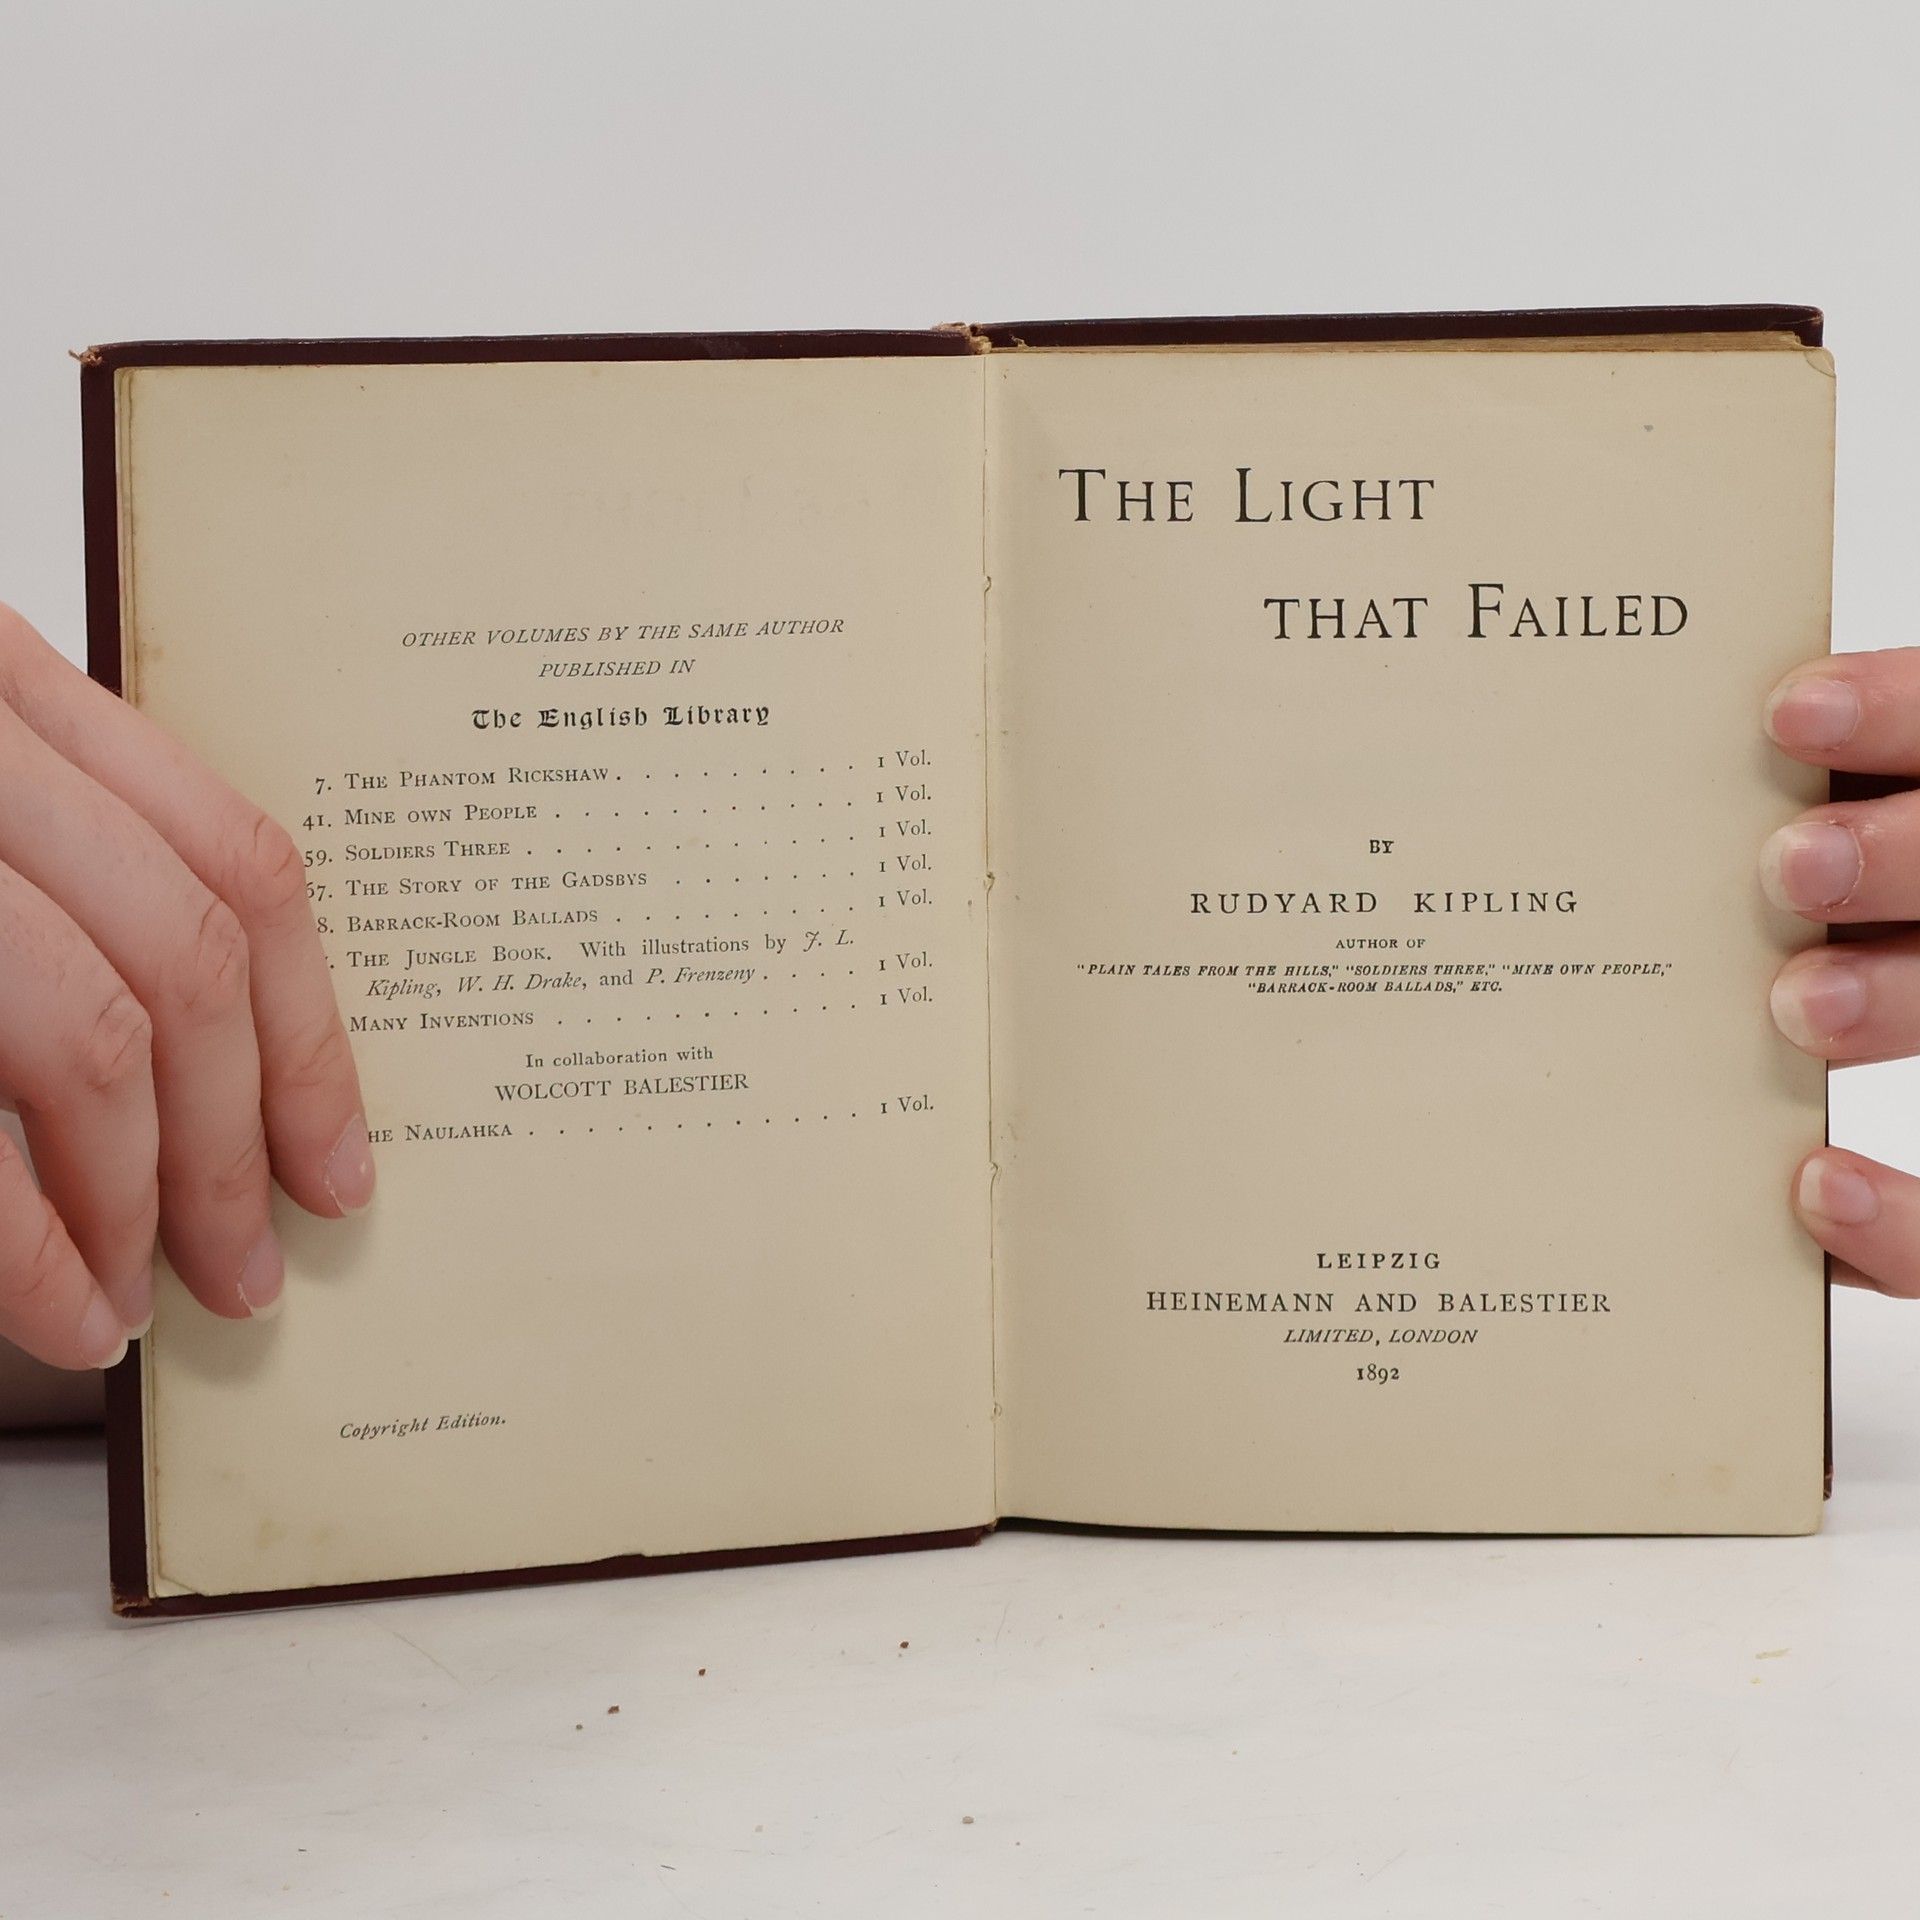 OTHER VOLUMES BY THE SAME AUTHOR
PUBLISHED IN
The English Library
7. THE PHANTOM RICKSHAW . . . . . . . . . 1 Vol.
41. MINE OWN PEOPLE . . . . . . . . . . . 1 Vol.
59. SOLDIERS THREE . . . . . . . . . . . . 1 Vol.
67. THE STORY OF THE GADSBYS . . . . . . . 1 Vol.
8. BARRACK-ROOM BALLADS . . . . . . . . . 1 Vol.
THE JUNGLE BOOK. With illustrations by J. L.
Kipling, W. H. Drake, and P. Frenzeny . . . . 1 Vol.
MANY INVENTIONS . . . . . . . . . . . 1 Vol.
In collaboration with
WOLCOTT BALESTIER
HE NAULAHKA . . . . . . . . . . . . 1 Vol.
Copyright Edition.
THE LIGHT
THAT FAILED
BY
RUDYARD KIPLING
AUTHOR OF
"PLAIN TALES FROM THE HILLS," "SOLDIERS THREE," "MINE OWN PEOPLE,"
"BARRACK-ROOM BALLADS," ETC.
LEIPZIG
HEINEMANN AND BALESTIER
LIMITED, LONDON
1892